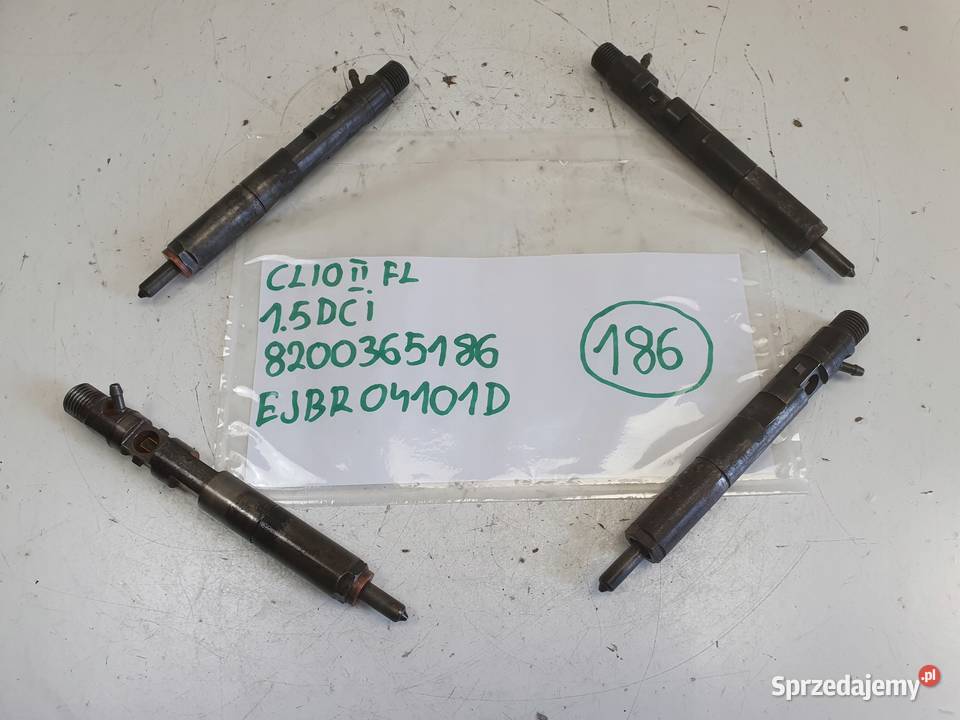 CLIO II FL
1.5DCi
8200365186
EJBR04101D
186
Sprzedajemy.pl